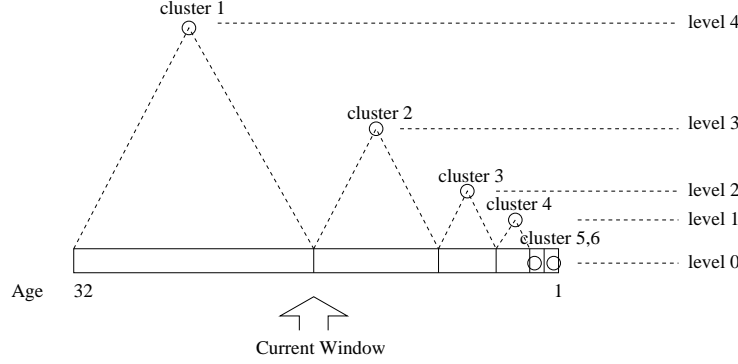 cluster 1
level 4
cluster 2
level 3
cluster 3
level 2
cluster 4
level 1
cluster 5,6
level 0
Age 32 1
Current Window